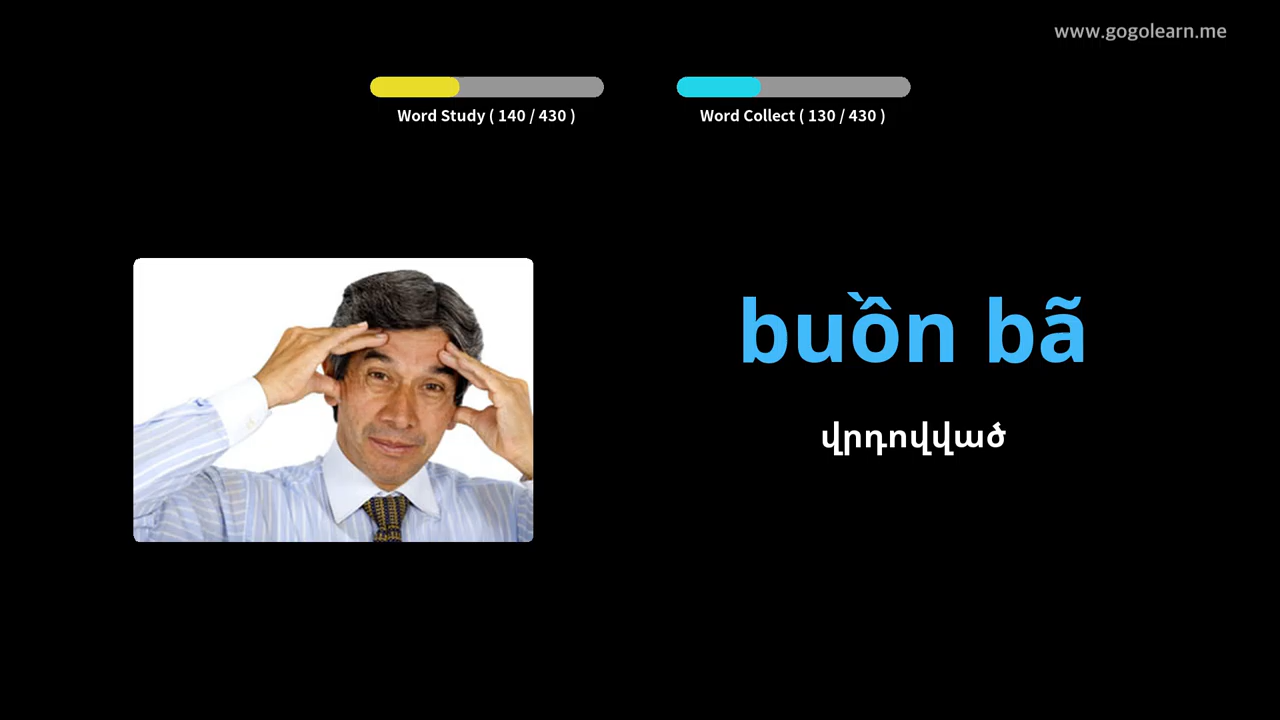 www.gogolearn.me
Word Study ( 140 / 430 )
Word Collect ( 130 / 430 )
buồn bã
վրդովված